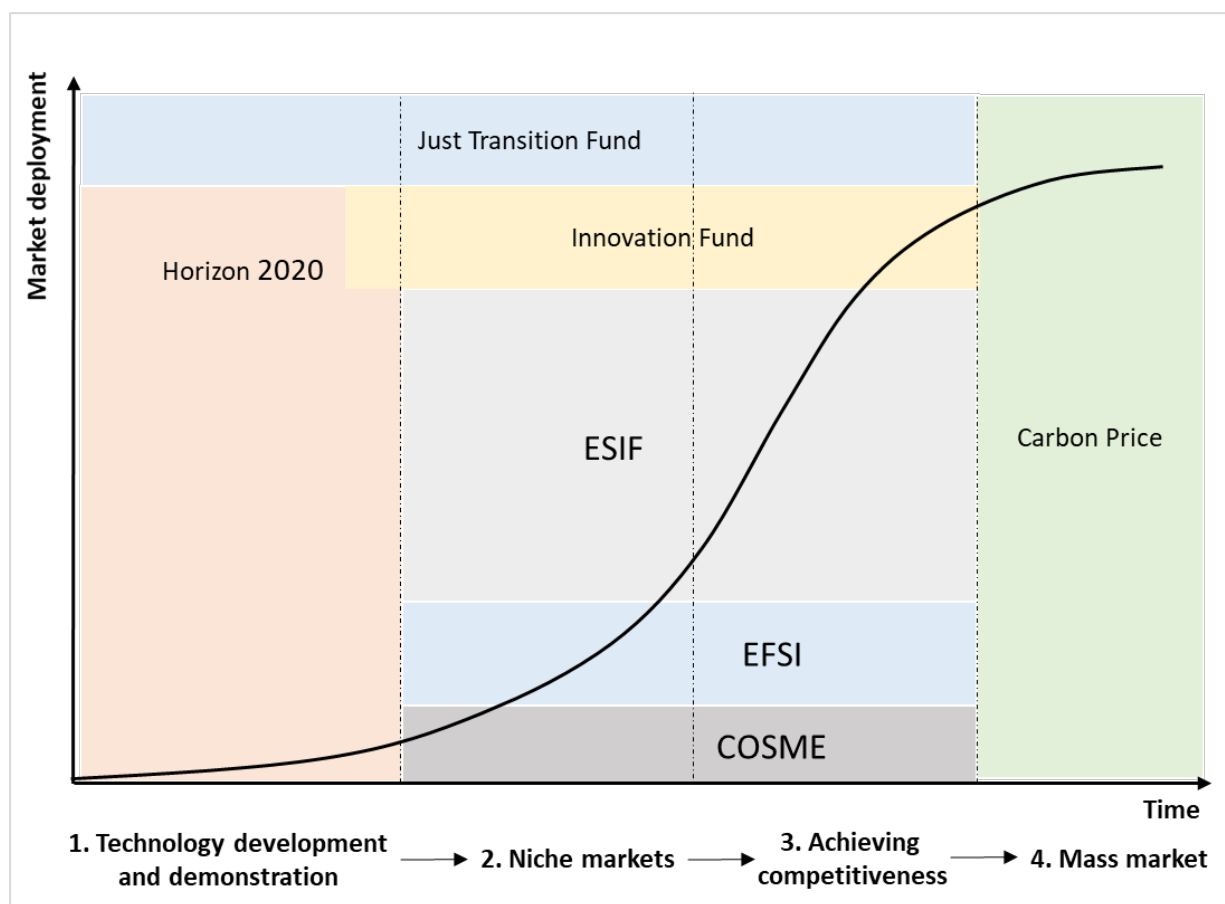 Market deployment
Just Transition Fund
Innovation Fund
Horizon 2020
ESIF
Carbon Price
EFSI
COSME
Time
1. Technology development
and demonstration
2. Niche markets
3. Achieving
competitiveness
4. Mass market